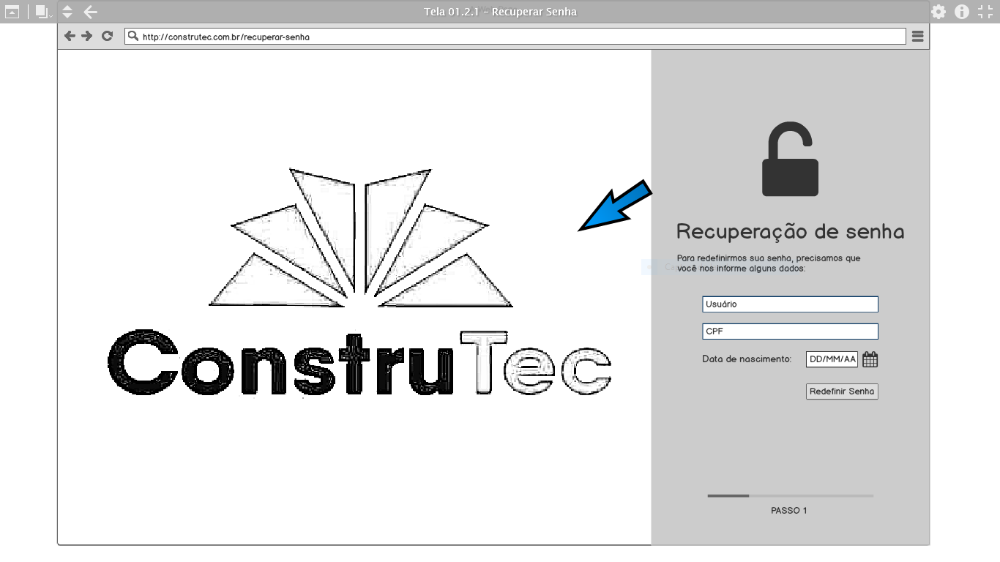 Tela 01.2.1 - Recuperar Senha
http://construtec.com.br/recuperar-senha
ConstruTec
Recuperação de senha
Para redefinirmos sua senha, precisamos que
você nos informe alguns dados:
Usuário
CPF
Data de nascimento: DD/MM/AA
Redefinir Senha
PASSO 1